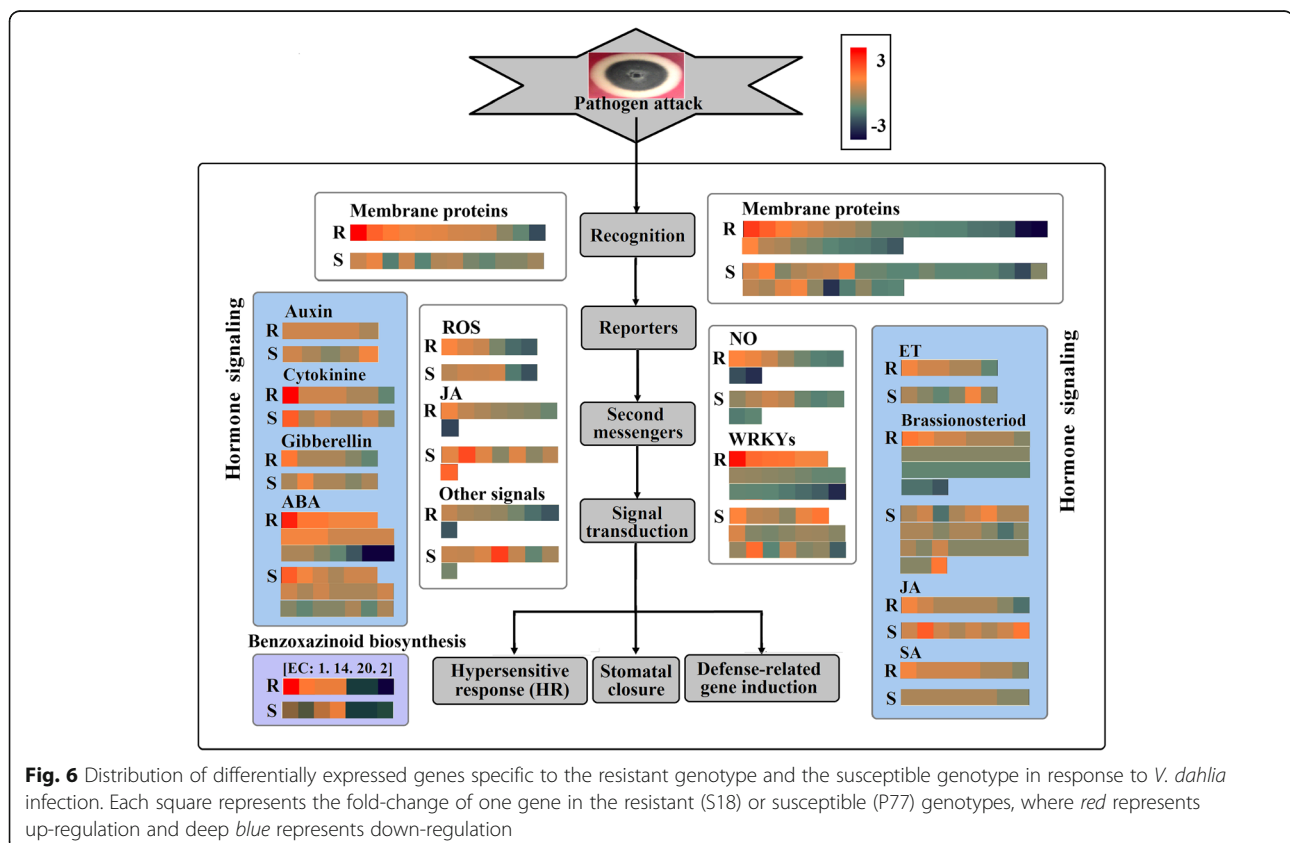 Pathogen attack
3
-3
Membrane proteins
R
S
Recognition
Membrane proteins
R
S
Hormone signaling
Auxin
R
S
Cytokinine
R
S
Gibberellin
R
S
ABA
R
S
ROS
R
S
JA
R
S
Other signals
R
S
Reporters
Second
messengers
Signal
transduction
NO
R
S
WRKYs
R
S
ET
R
S
Brassionosteriod
R
S
JA
R
S
SA
R
S
Hormone signaling
Benzoxazinoid biosynthesis
[EC: 1. 14. 20. 2]
R
S
Hypersensitive
response (HR)
Stomatal
closure
Defense-related
gene induction
Fig. 6 Distribution of differentially expressed genes specific to the resistant genotype and the susceptible genotype in response to V. dahlia
infection. Each square represents the fold-change of one gene in the resistant (S18) or susceptible (P77) genotypes, where red represents
up-regulation and deep blue represents down-regulation